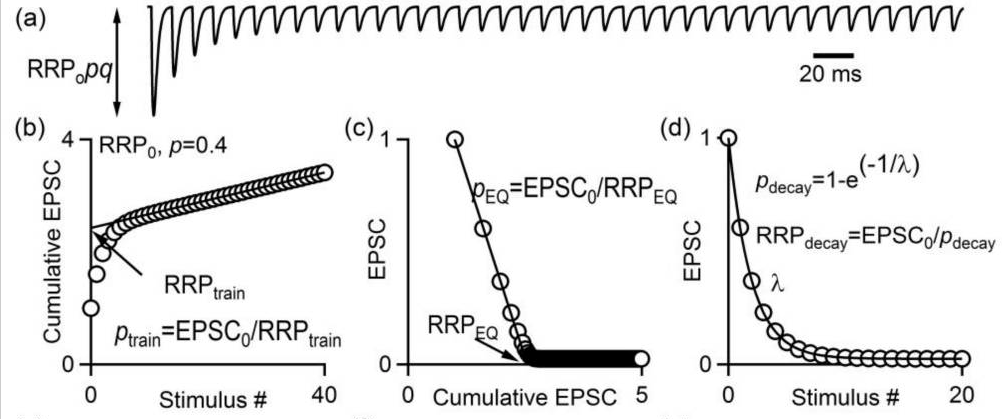 (a)
RRPopq
20 ms
(b)
4
RRP0, p=0.4
Cumulative EPSC
RRPtrain
ptrain=EPSC0/RRPtrain
0
0
40
Stimulus #
(c)
1
EPSC
pEQ=EPSC0/RRPEQ
RRPEQ
0
0
5
Cumulative EPSC
(d)
1
EPSC
pdecay=1-e(-1/λ)
RRPdecay=EPSC0/pdecay
λ
0
0
20
Stimulus #